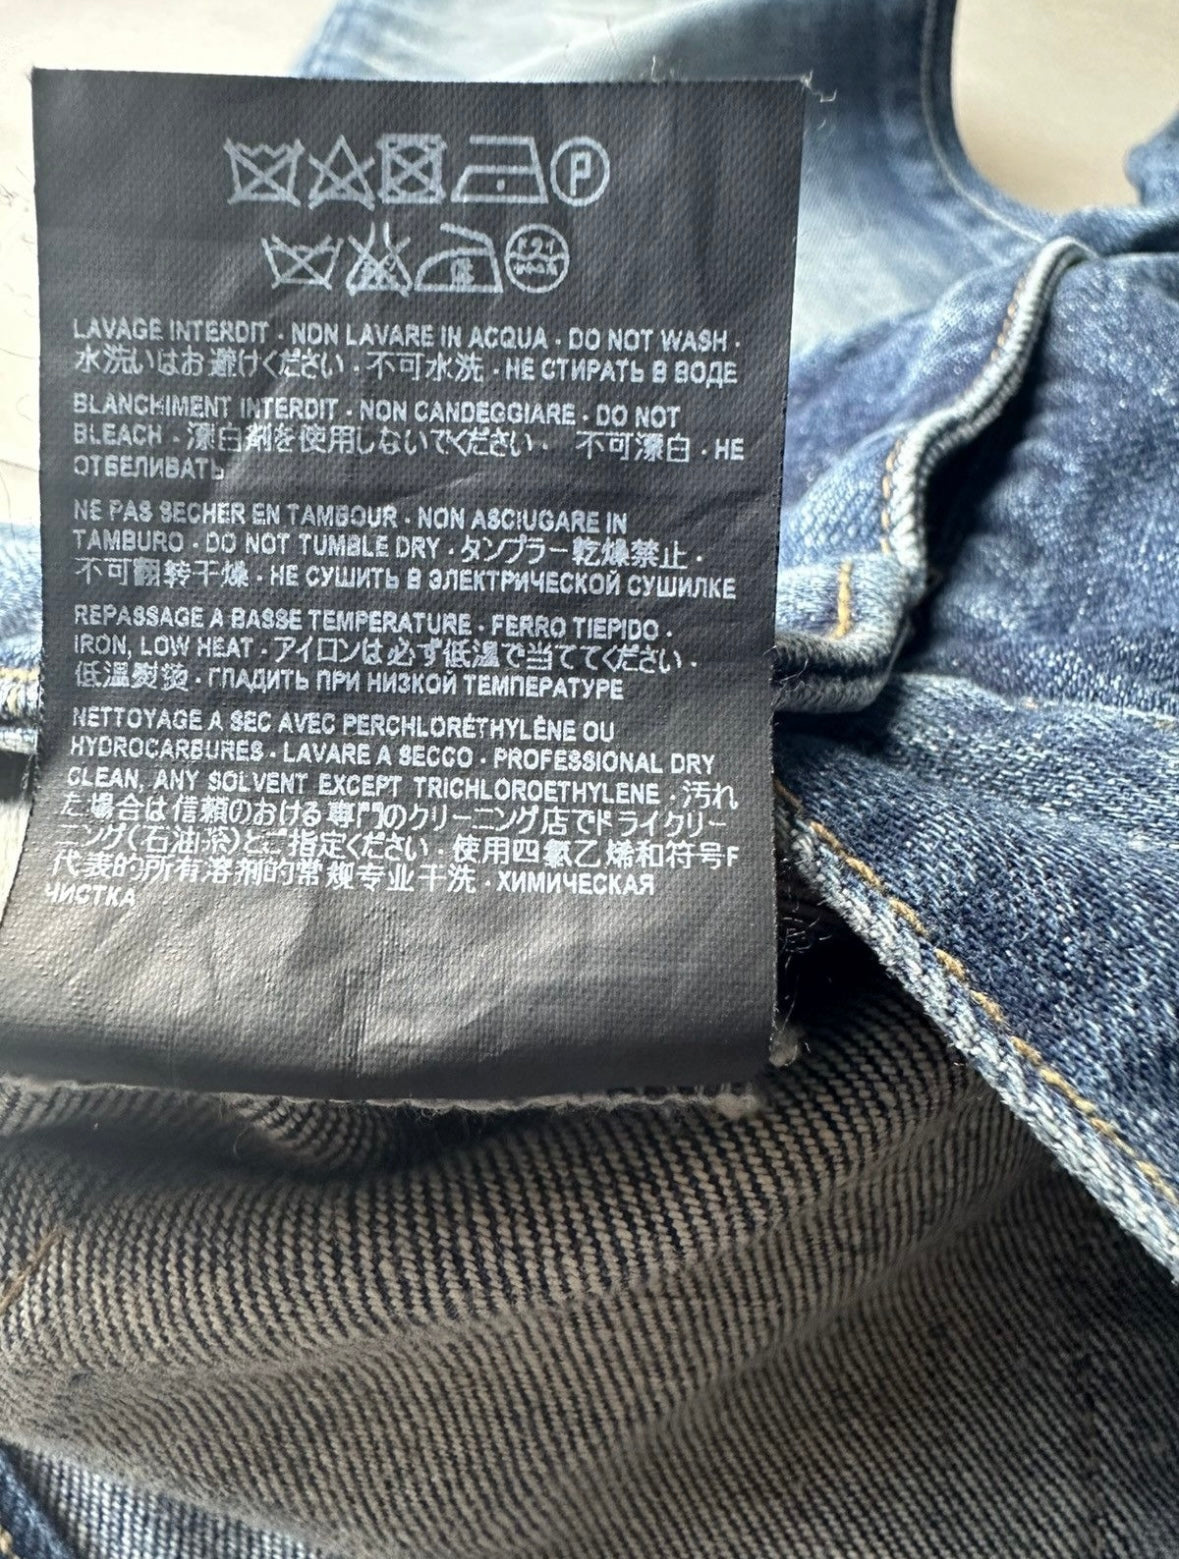 P
LAVAGE INTERDIT · NON LAVARE IN ACQUA · DO NOT WASH ·
水洗いはお避けください · 不可水洗 · НЕ СТИРАТЬ В ВОДЕ
BLANCHIMENT INTERDIT · NON CANDEGGIARE · DO NOT
BLEACH · 漂白剤を使用しないでください · 不可漂白 · НЕ
ОТБЕЛИВАТЬ
NE PAS SECHER EN TAMBOUR · NON ASCIUGARE IN
TAMBURO · DO NOT TUMBLE DRY · タンブラー乾燥禁止 ·
不可翻转干燥 · НЕ СУШИТЬ В ЭЛЕКТРИЧЕСКОЙ СУШИЛКЕ
REPASSAGE A BASSE TEMPERATURE · FERRO TIEPIDO ·
IRON, LOW HEAT · アイロンは必ず低温で当ててください ·
低温熨烫 · ГЛАДИТЬ ПРИ НИЗКОЙ ТЕМПЕРАТУРЕ
NETTOYAGE A SEC AVEC PERCHLORÉTHYLÈNE OU
HYDROCARBURES · LAVARE A SECCO · PROFESSIONAL DRY
CLEAN, ANY SOLVENT EXCEPT TRICHLOROETHYLENE · 汚れ
た場合は信頼のおける専門のクリーニング店でドライクリー
ニング(石油系)とご指定ください · 使用四氯乙烯和符号F
代表的所有溶剂的常规专业干洗 · ХИМИЧЕСКАЯ
ЧИСТКА